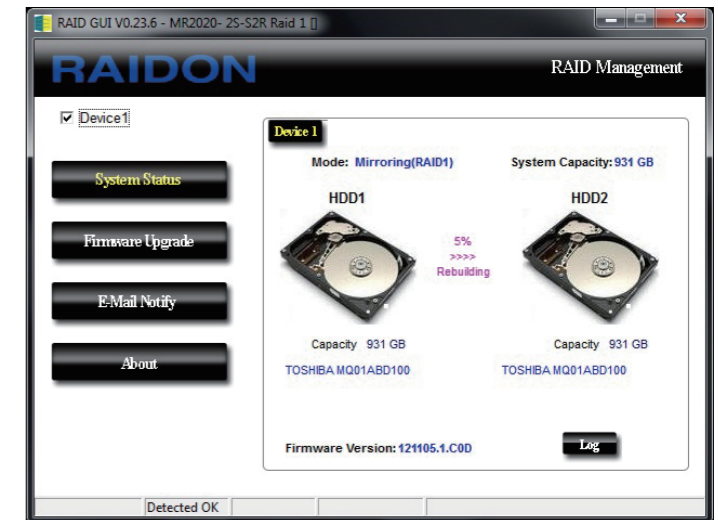 RAID GUI V0.23.6 - MR2020- 2S-S2R Raid 1 []
RAIDON
RAID Management
Device1
System Status
Firmware Upgrade
E-Mail Notify
About
Device 1
Mode: Mirroring(RAID1)
System Capacity: 931 GB
HDD1
HDD2
5%
>>>>
Rebuilding
Capacity 931 GB
Capacity 931 GB
TOSHIBA MQ01ABD100
TOSHIBA MQ01ABD100
Firmware Version: 121105.1.C0D
Log
Detected OK